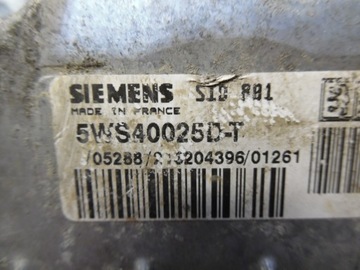 SIEMENS SID 801
MADE IN FRANCE
5WS40025D-T